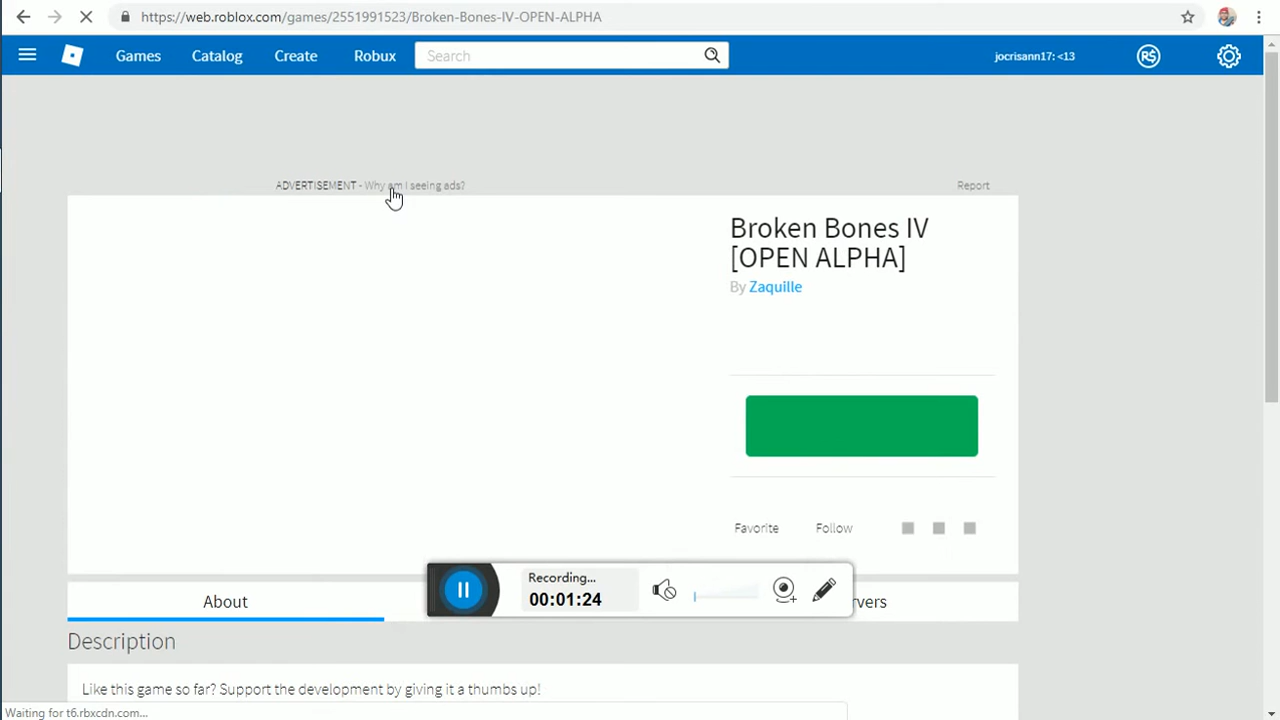 https://web.roblox.com/games/2551991523/Broken-Bones-IV-OPEN-ALPHA
Games Catalog Create Robux Search jocrisann17: <13 R$
ADVERTISEMENT - Why am I seeing ads? Report
Broken Bones IV
[OPEN ALPHA]
By Zaquille
Favorite Follow
Recording...
00:01:24
About rvers
Description
Like this game so far? Support the development by giving it a thumbs up!
Waiting for t6.rbxcdn.com...